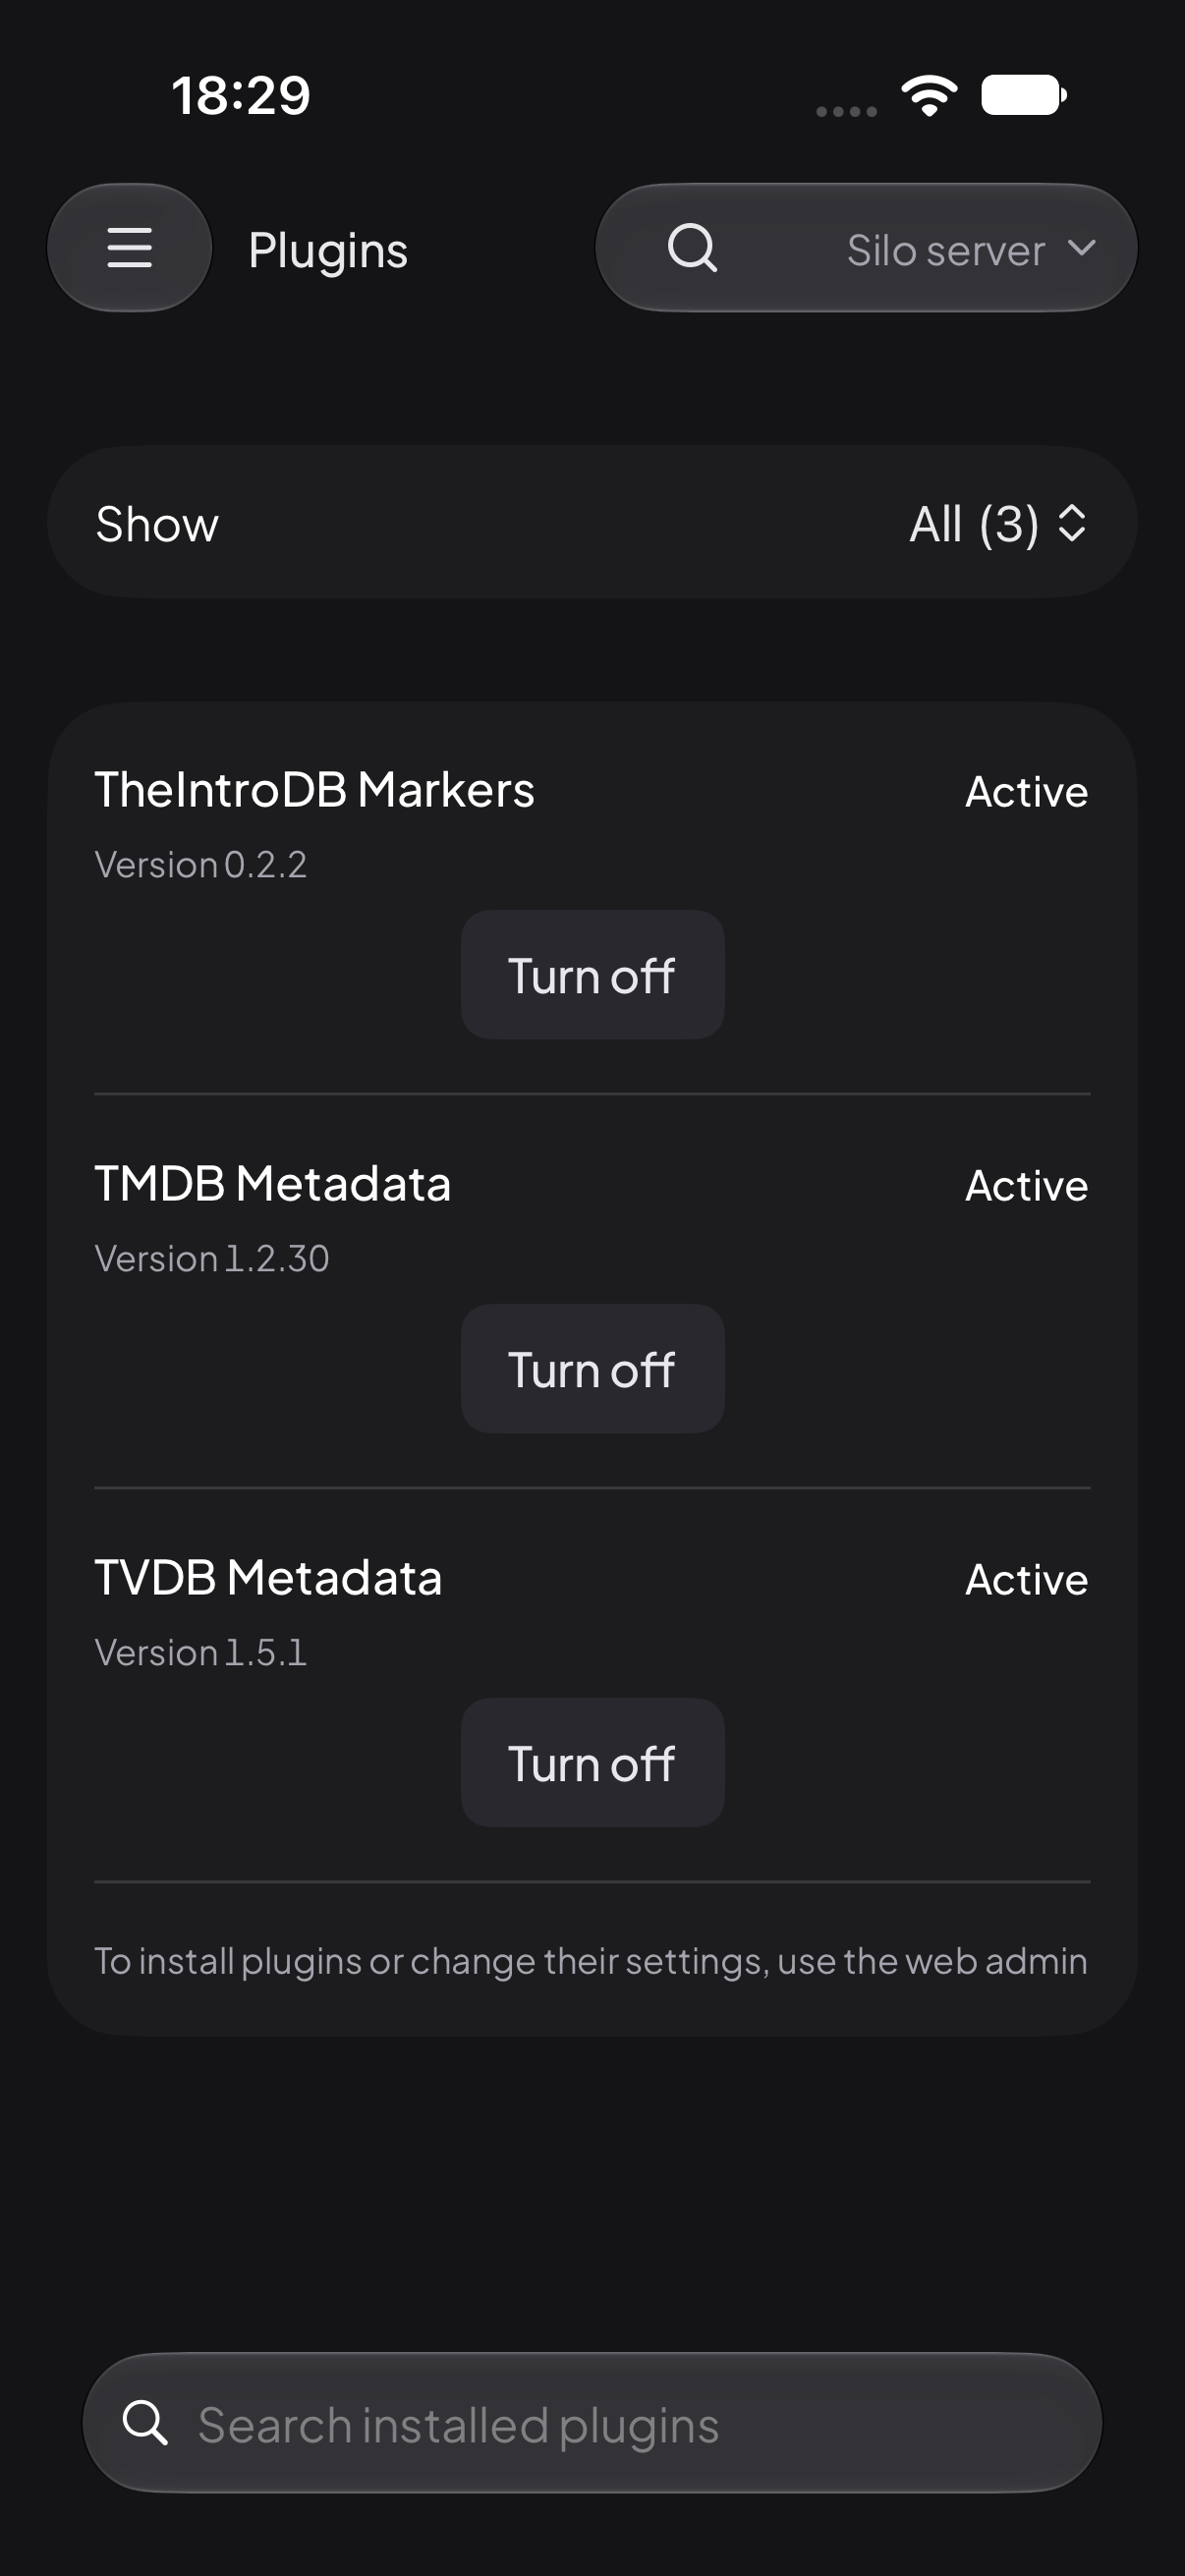 18:29
Plugins
Silo server
Show
All (3)
TheIntroDB Markers
Active
Version 0.2.2
Turn off
TMDB Metadata
Active
Version 1.2.30
Turn off
TVDB Metadata
Active
Version 1.5.1
Turn off
To install plugins or change their settings, use the web admin
Search installed plugins